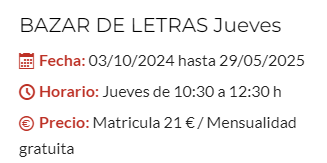 BAZAR DE LETRAS Jueves
Fecha: 03/10/2024 hasta 29/05/2025
Horario: Jueves de 10:30 a 12:30 h
Precio: Matricula 21 € / Mensualidad
gratuita